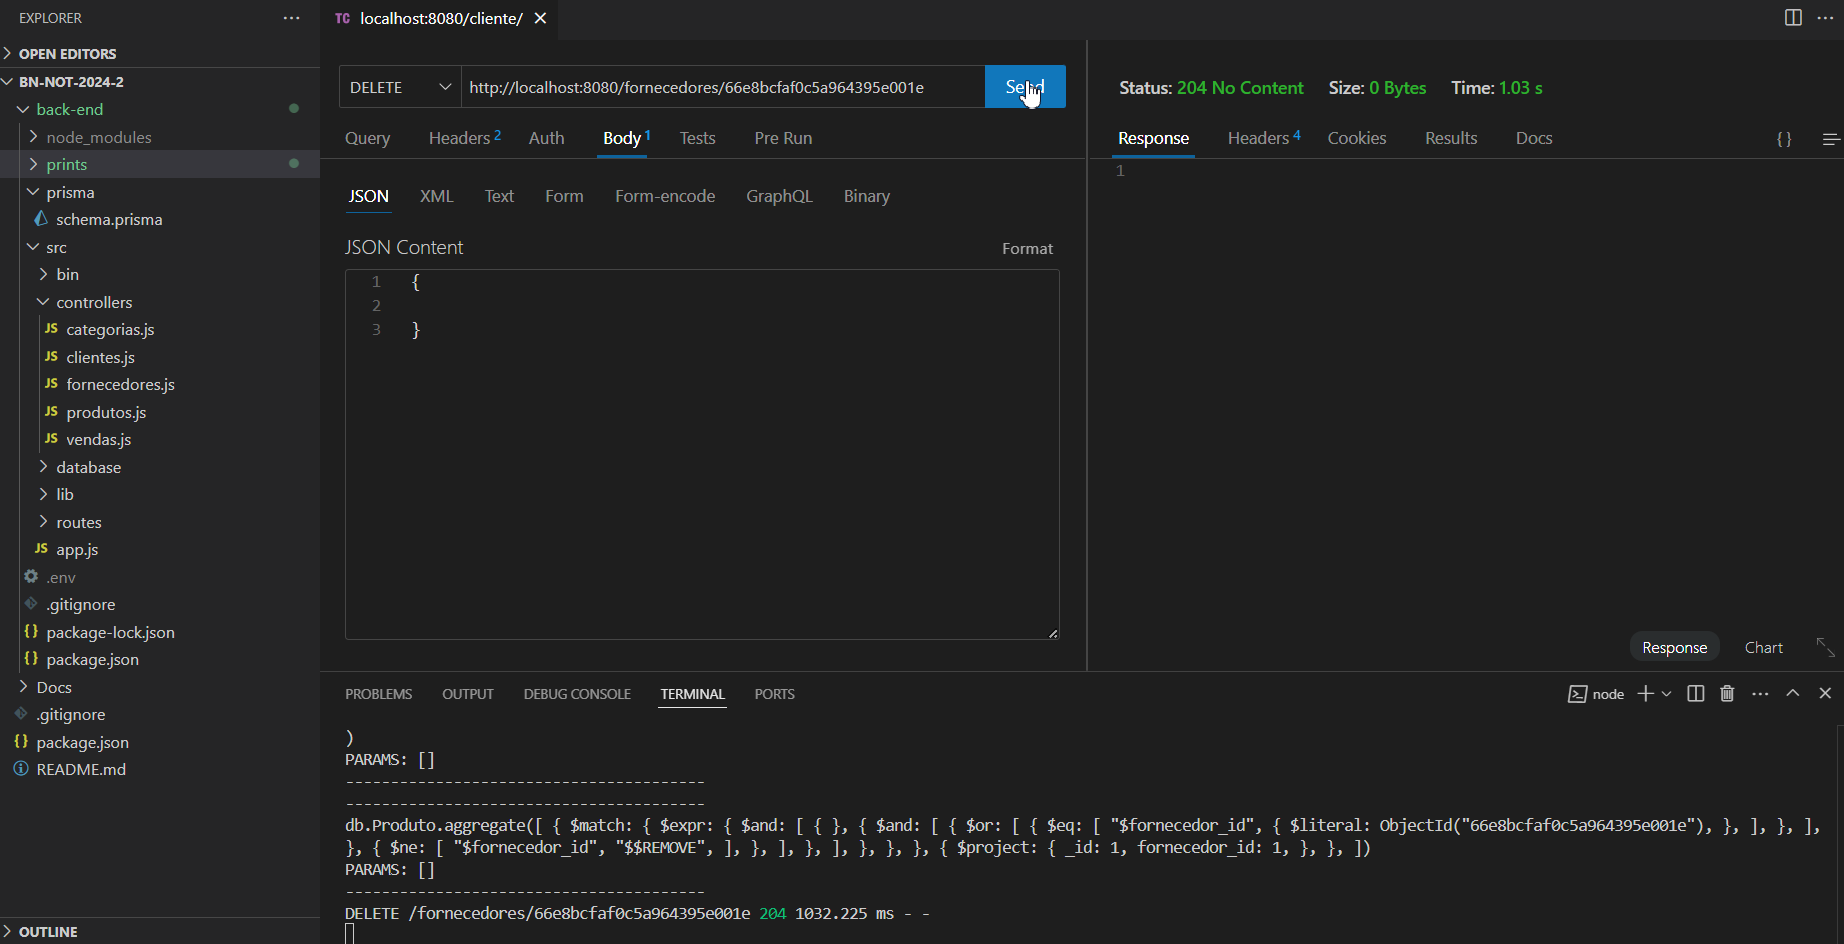 EXPLORER
OPEN EDITORS
BN-NOT-2024-2
back-end
node_modules
prints
prisma
schema.prisma
src
bin
controllers
JS categorias.js
JS clientes.js
JS fornecedores.js
JS produtos.js
JS vendas.js
database
lib
routes
JS app.js
.env
.gitignore
{} package-lock.json
{} package.json
Docs
.gitignore
{} package.json
README.md
OUTLINE
TC localhost:8080/cliente/
DELETE http://localhost:8080/fornecedores/66e8bcfaf0c5a964395e001e Send
Query Headers 2 Auth Body 1 Tests Pre Run
JSON XML Text Form Form-encode GraphQL Binary
JSON Content Format
1 {
2
3 }
Status: 204 No Content Size: 0 Bytes Time: 1.03 s
Response Headers 4 Cookies Results Docs {}
1
Response Chart
PROBLEMS OUTPUT DEBUG CONSOLE TERMINAL PORTS node
)
PARAMS: []
----------------------------------------
----------------------------------------
db.Produto.aggregate([ { $match: { $expr: { $and: [ { }, { $and: [ { $or: [ { $eq: [ "$fornecedor_id", { $literal: ObjectId("66e8bcfaf0c5a964395e001e"), }, ], }, ],
}, { $ne: [ "$fornecedor_id", "$$REMOVE", ], }, ], }, ], }, }, }, { $project: { _id: 1, fornecedor_id: 1, }, }, ])
PARAMS: []
----------------------------------------
DELETE /fornecedores/66e8bcfaf0c5a964395e001e 204 1032.225 ms - -